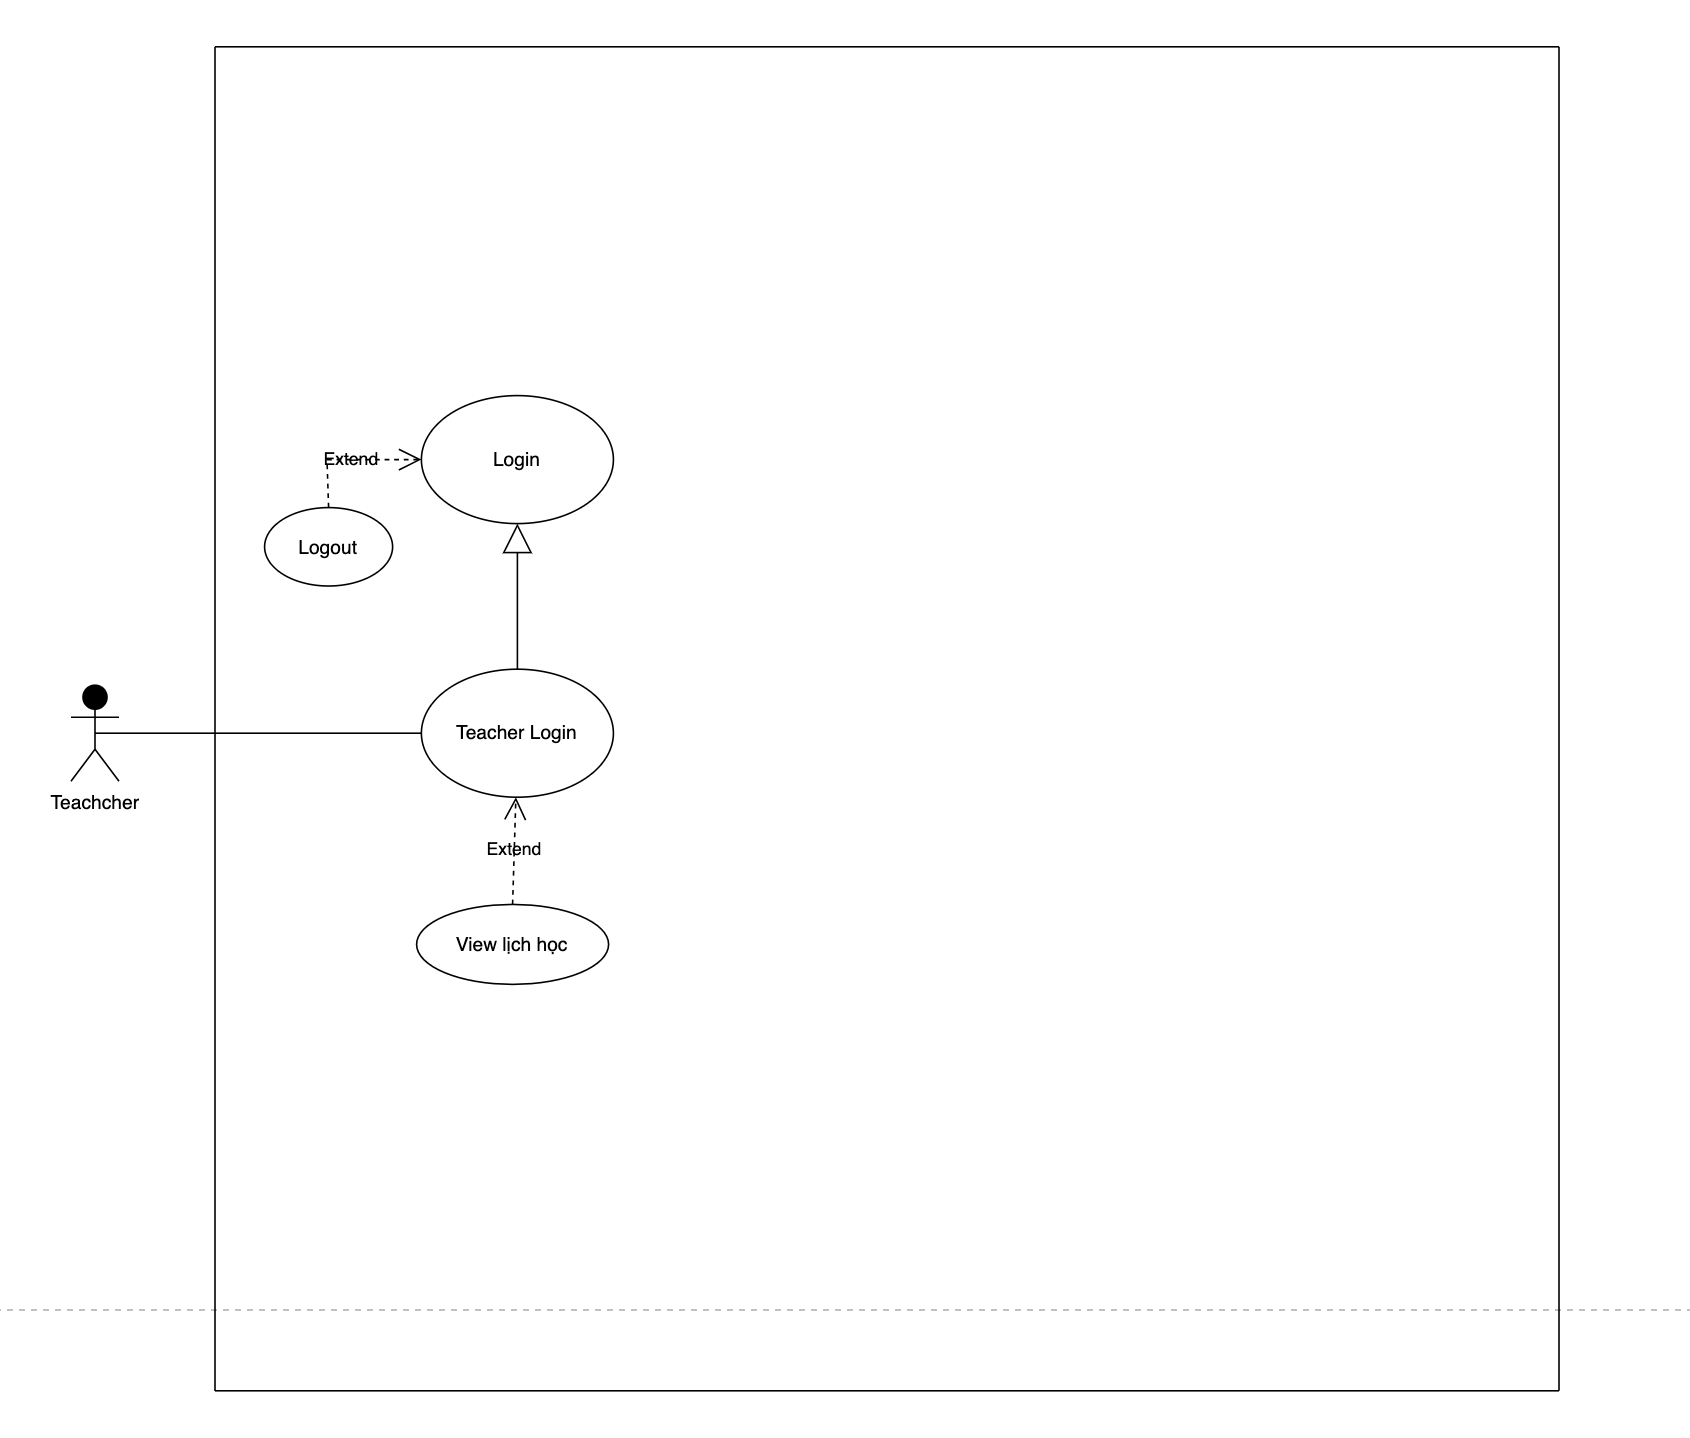 Extend
Login
Logout
Teacher Login
Teachcher
Extend
View lịch học